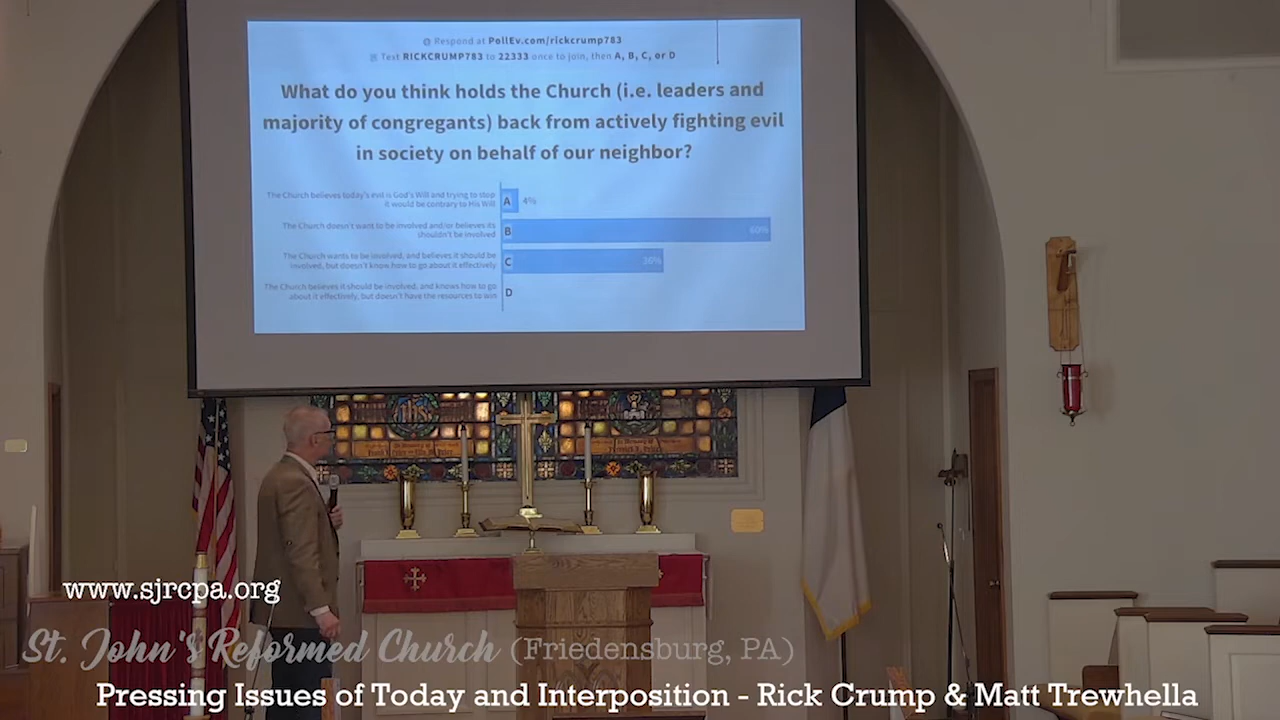 Respond at PollEv.com/rickcrump783
Text RICKCRUMP783 to 22333 once to join, then A, B, C, or D
What do you think holds the Church (i.e. leaders and
majority of congregants) back from actively fighting evil
in society on behalf of our neighbor?
The Church believes today's evil is God's Will and trying to stop
it would be contrary to His Will
A 4%
The Church doesn't want to be involved and/or believes its
shouldn't be involved
B 60%
The Church wants to be involved, and believes it should be
involved, but doesn't know how to go about it effectively
C 36%
The Church believes it should be involved, and knows how to go
about it effectively, but doesn't have the resources to win
D
In Memory of
www.sjrcpa.org
St. John's Reformed Church (Friedensburg, PA)
Pressing Issues of Today and Interposition - Rick Crump & Matt Trewhella